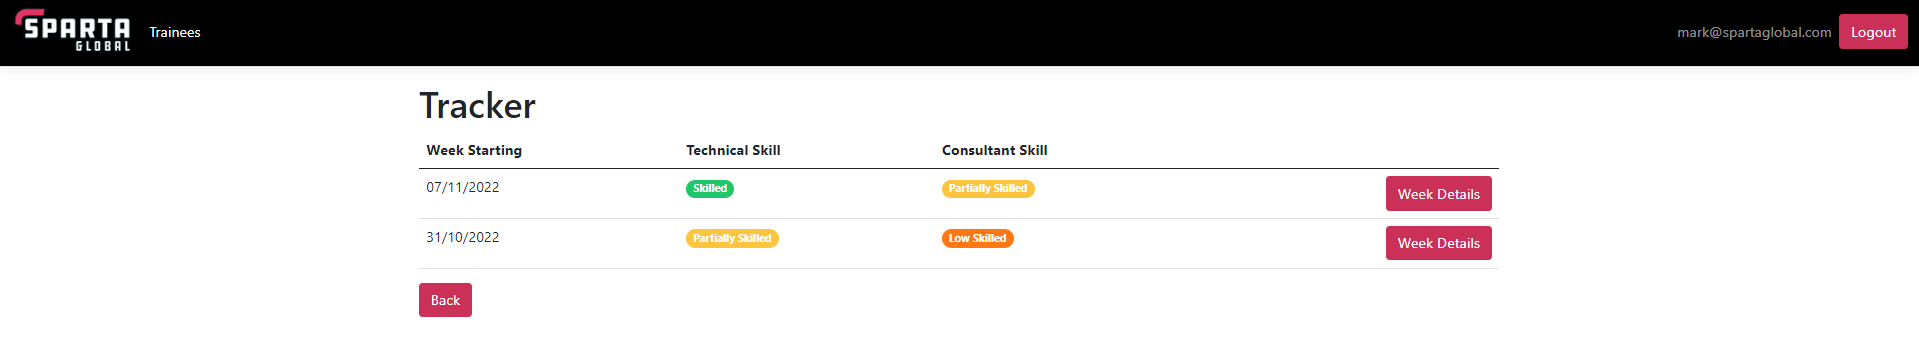 SPARTA
GLOBAL
Trainees
mark@spartaglobal.com
Logout
Tracker
Week Starting Technical Skill Consultant Skill
07/11/2022 Skilled Partially Skilled Week Details
31/10/2022 Partially Skilled Low Skilled Week Details
Back